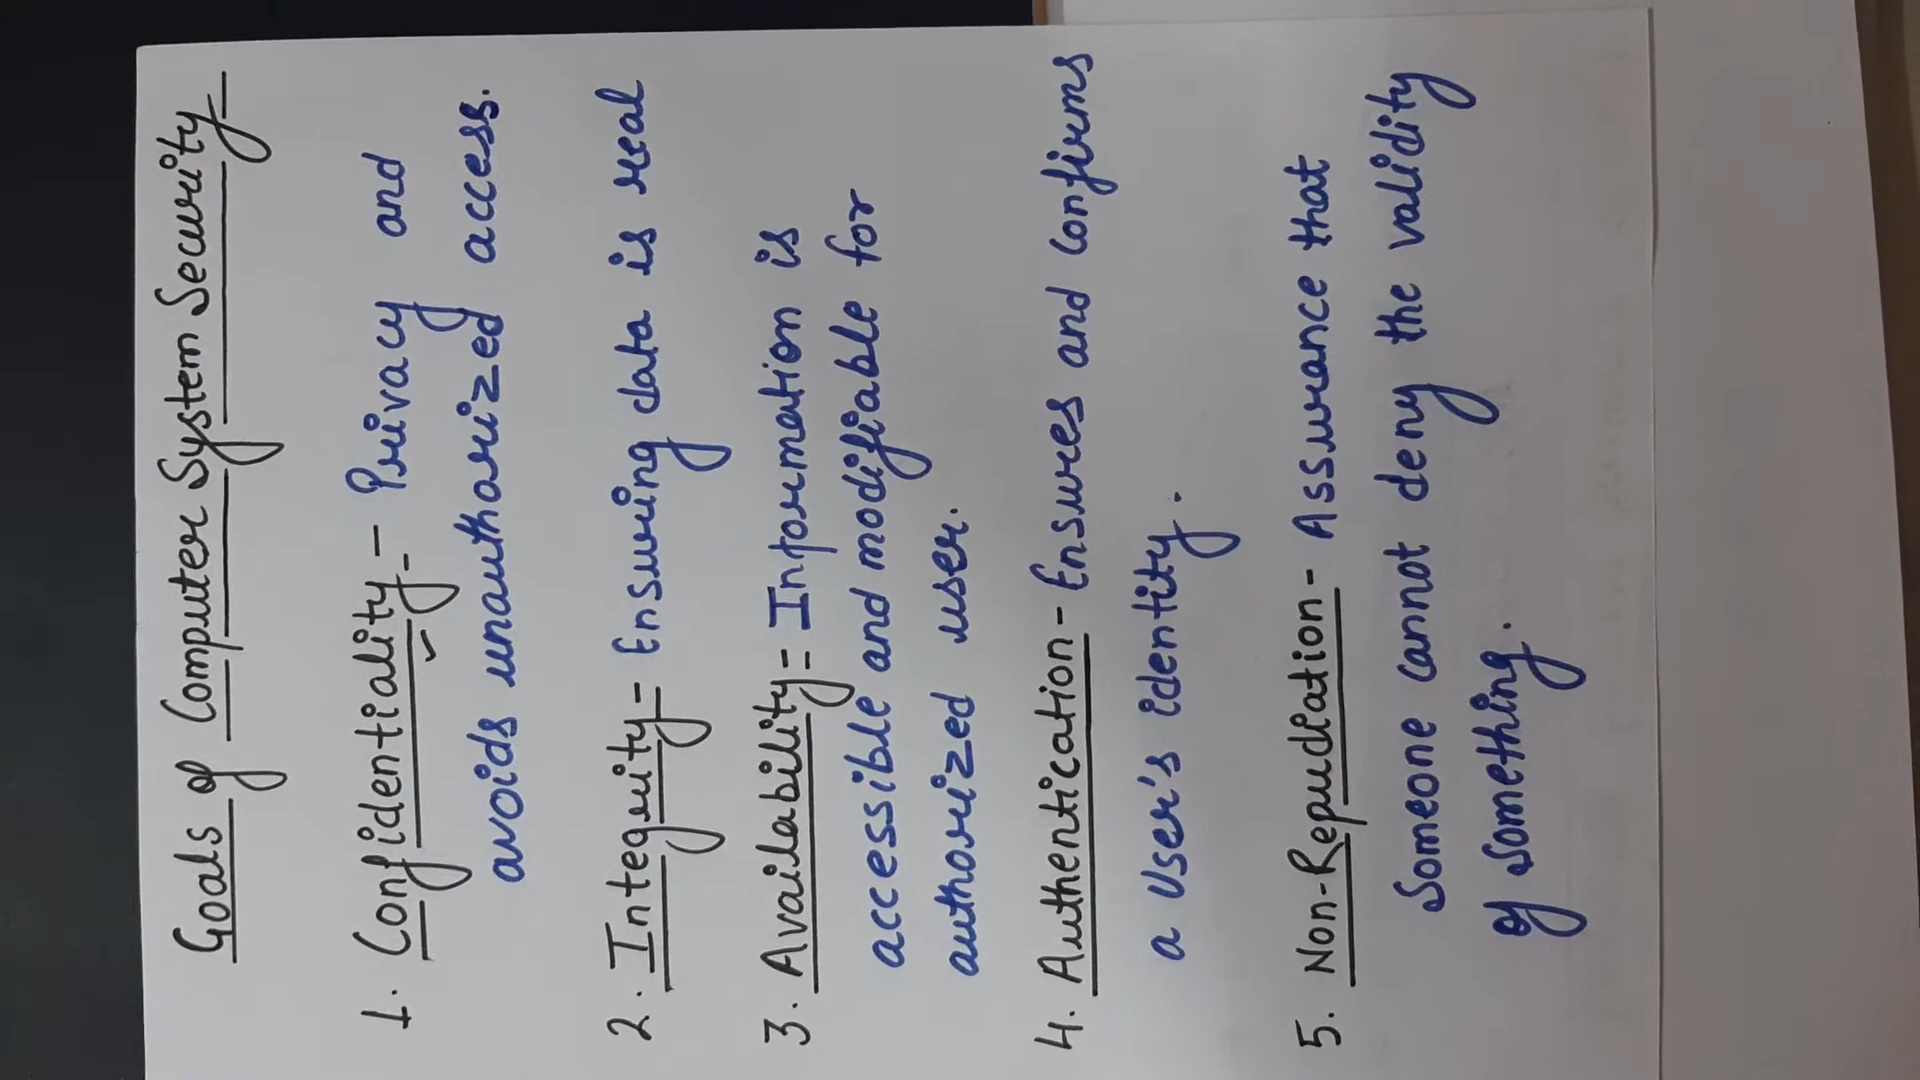 Goals of Computer System Security
1. Confidentiality - Privacy and
avoids unauthorized access.
2. Integrity = Ensuring data is real
3. Availability = Information is
accessible and modifiable for
authorized user.
4. Authentication - Ensures and confirms
a User's identity.
5. Non-Repudiation - Assurance that
Someone cannot deny the validity
of something.